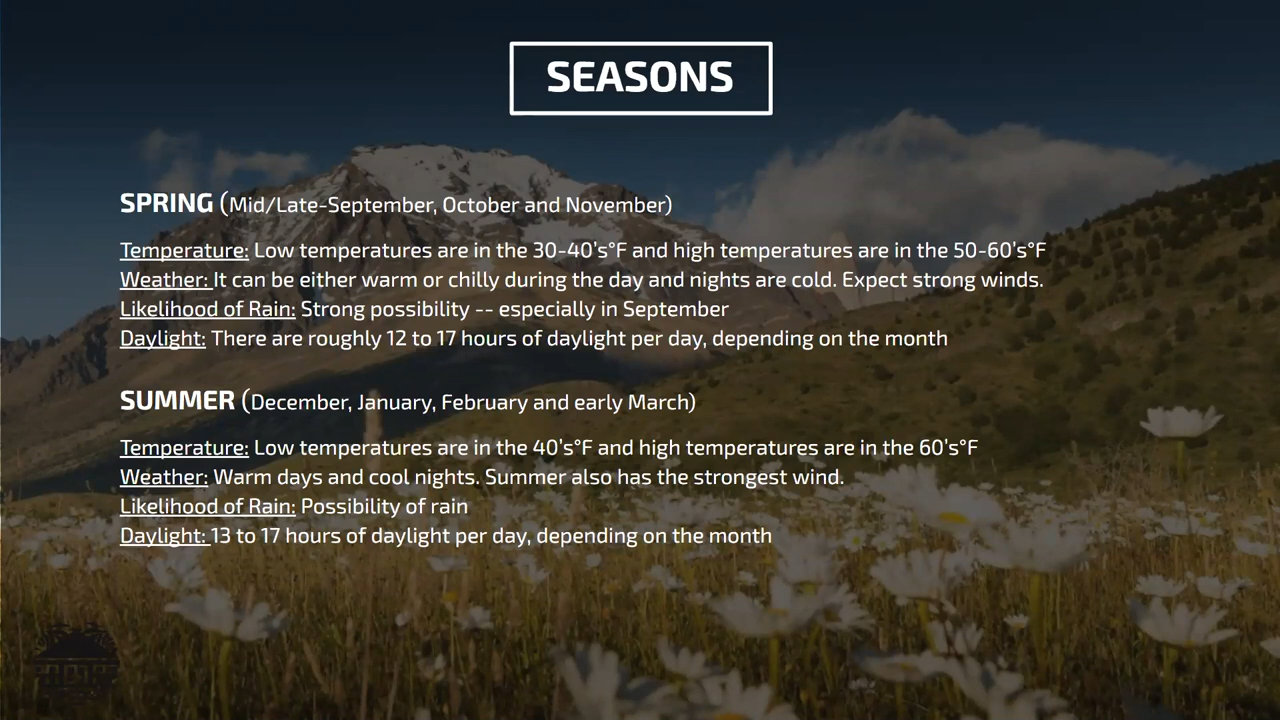 SEASONS
SPRING (Mid/Late-September, October and November)
Temperature: Low temperatures are in the 30-40's°F and high temperatures are in the 50-60's°F
Weather: It can be either warm or chilly during the day and nights are cold. Expect strong winds.
Likelihood of Rain: Strong possibility -- especially in September
Daylight: There are roughly 12 to 17 hours of daylight per day, depending on the month
SUMMER (December, January, February and early March)
Temperature: Low temperatures are in the 40's°F and high temperatures are in the 60's°F
Weather: Warm days and cool nights. Summer also has the strongest wind.
Likelihood of Rain: Possibility of rain
Daylight: 13 to 17 hours of daylight per day, depending on the month